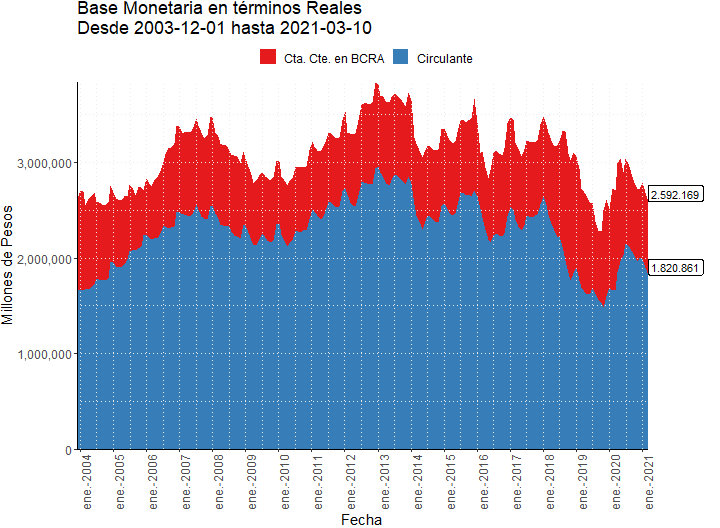 Base Monetaria en términos Reales
Desde 2003-12-01 hasta 2021-03-10
Cta. Cte. en BCRA
Circulante
Millones de Pesos
3,000,000
2,000,000
1,000,000
0
2.592.169
1.820.861
ene.-2004
ene.-2005
ene.-2006
ene.-2007
ene.-2008
ene.-2009
ene.-2010
ene.-2011
ene.-2012
ene.-2013
ene.-2014
ene.-2015
ene.-2016
ene.-2017
ene.-2018
ene.-2019
ene.-2020
ene.-2021
Fecha